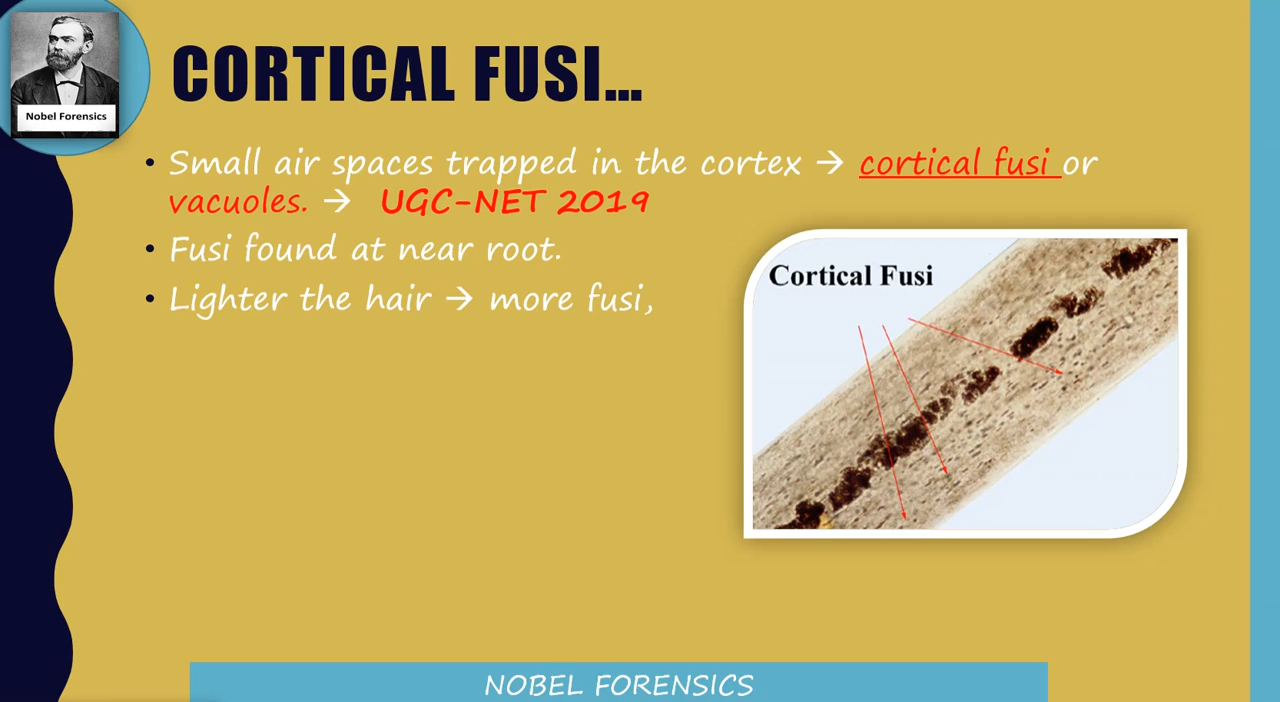 Nobel Forensics
CORTICAL FUSI...
• Small air spaces trapped in the cortex → cortical fusi or
vacuoles. → UGC-NET 2019
• Fusi found at near root.
• Lighter the hair → more fusi,
Cortical Fusi
NOBEL FORENSICS